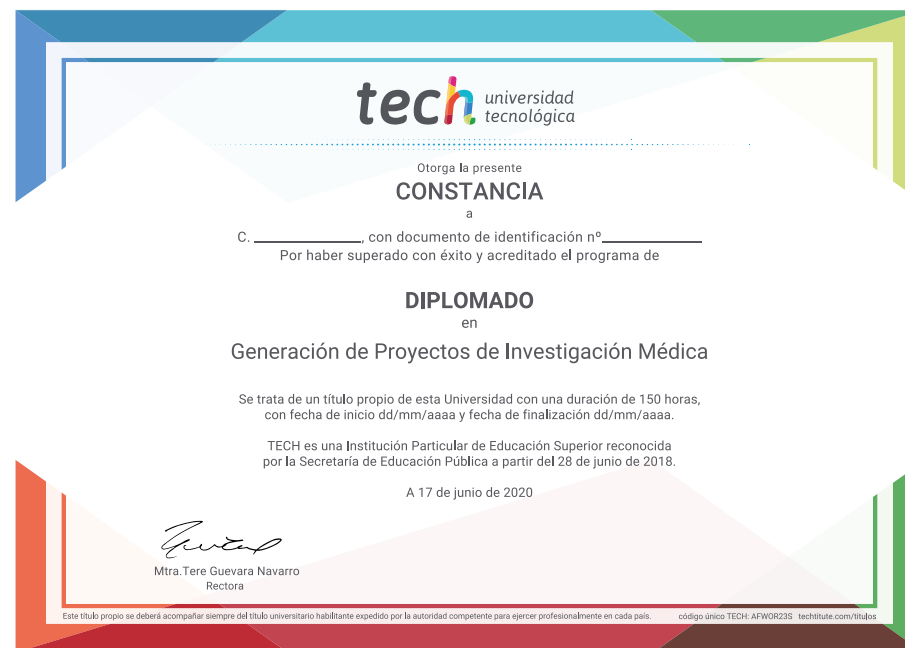 tech universidad
tecnológica
Otorga la presente
CONSTANCIA
a
C. ____________, con documento de identificación nº____________
Por haber superado con éxito y acreditado el programa de
DIPLOMADO
en
Generación de Proyectos de Investigación Médica
Se trata de un título propio de esta Universidad con una duración de 150 horas,
con fecha de inicio dd/mm/aaaa y fecha de finalización dd/mm/aaaa.
TECH es una Institución Particular de Educación Superior reconocida
por la Secretaría de Educación Pública a partir del 28 de junio de 2018.
A 17 de junio de 2020
Mtra.Tere Guevara Navarro
Rectora
Este título propio se deberá acompañar siempre del título universitario habilitante expedido por la autoridad competente para ejercer profesionalmente en cada país. código único TECH: AFWOR23S techtitute.com/titulos